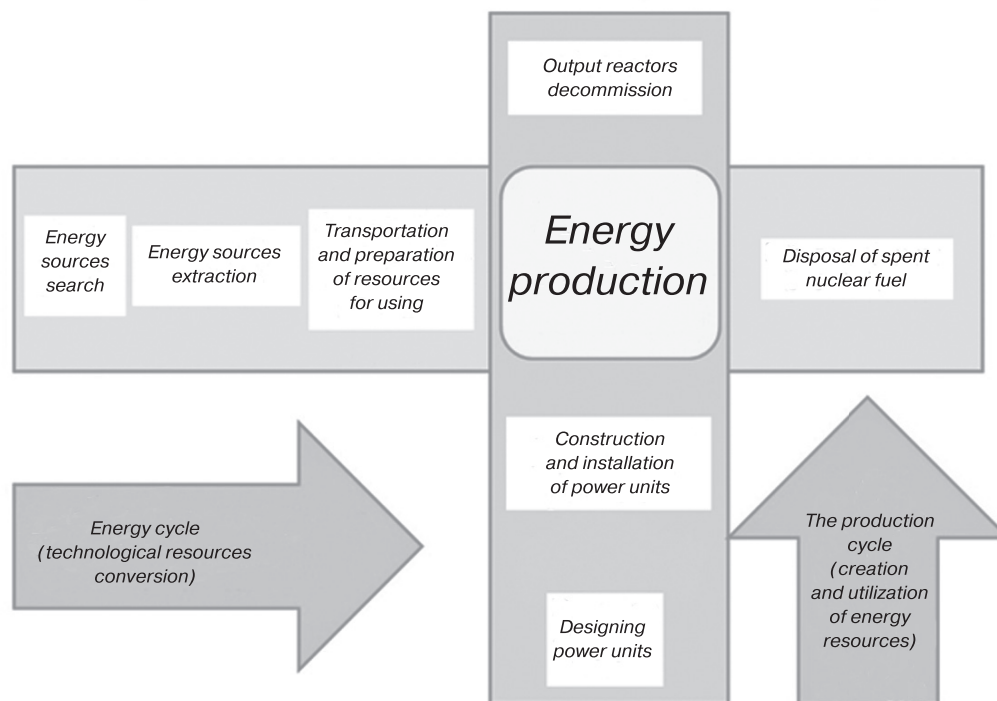 Output reactors
decommission
Energy
sources
search
Energy sources
extraction
Transportation
and preparation
of resources
for using
Energy
production
Disposal of spent
nuclear fuel
Construction
and installation
of power units
Energy cycle
(technological resources
conversion)
The production
cycle
(creation
and utilization
of energy
resources)
Designing
power units